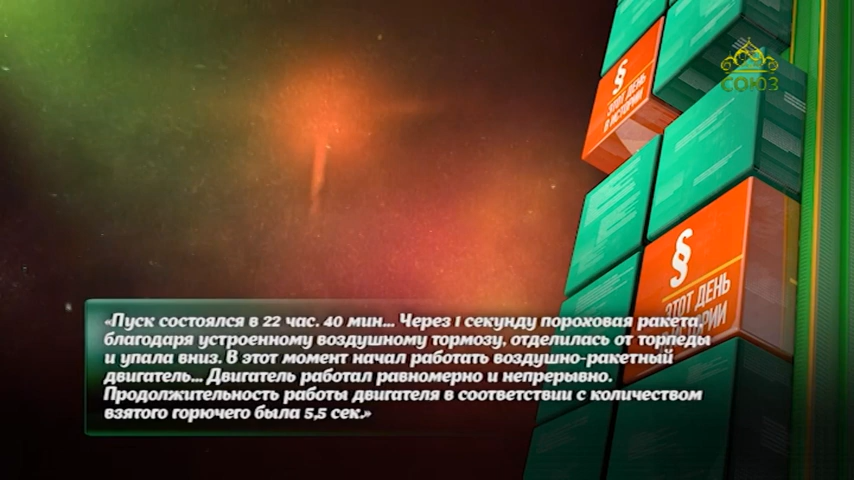 СОЮЗ
§
ЭТОТ ДЕНЬ
В ИСТОРИИ
§
ЭТОТ ДЕНЬ
ИСТОРИИ
«Пуск состоялся в 22 час. 40 мин... Через 1 секунду пороховая ракета,
благодаря устроенному воздушному тормозу, отделилась от торпеды
и упала вниз. В этот момент начал работать воздушно-ракетный
двигатель... Двигатель работал равномерно и непрерывно.
Продолжительность работы двигателя в соответствии с количеством
взятого горючего была 5,5 сек.»